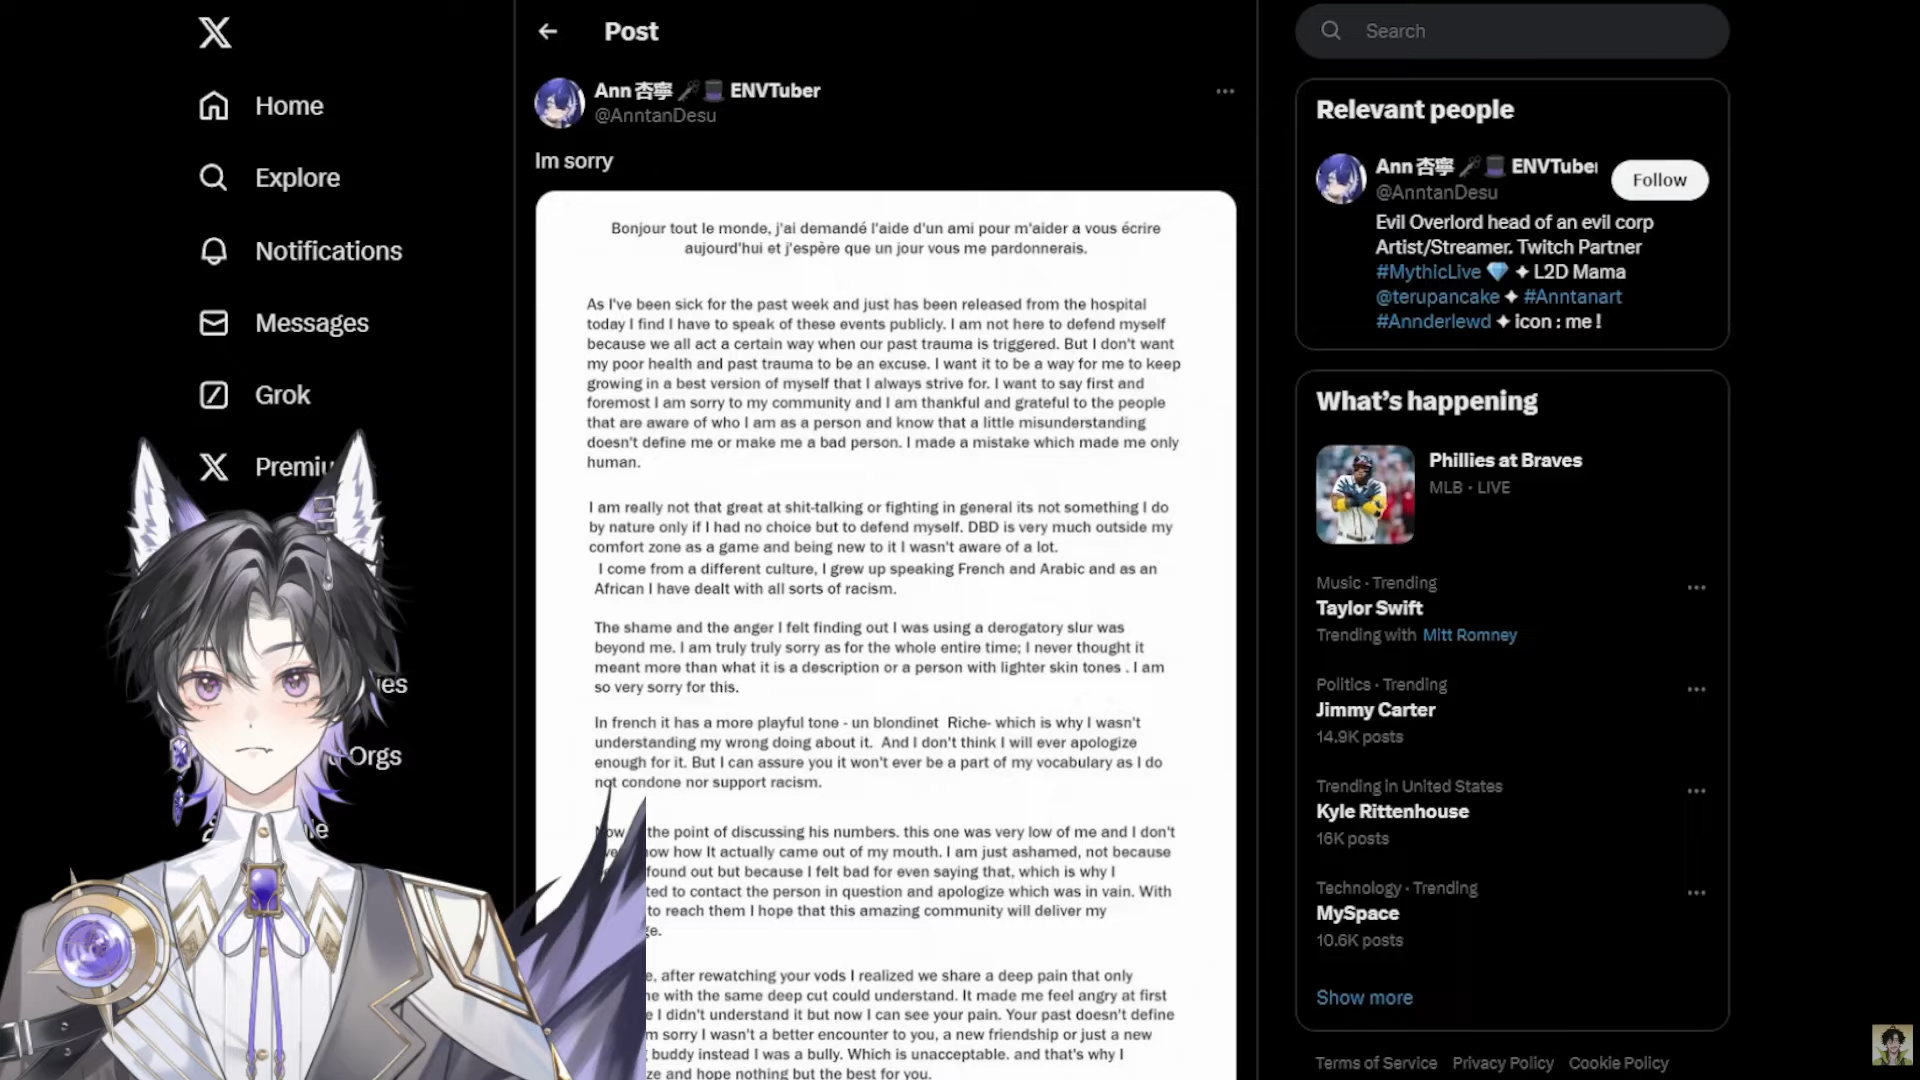 Home
Explore
Notifications
Messages
Grok
Premiu
es
Orgs
le
Post
Ann 杏寧 ENVTuber
@AnntanDesu
Im sorry
Bonjour tout le monde, j'ai demandé l'aide d'un ami pour m'aider a vous écrire
aujourd'hui et j'espère que un jour vous me pardonnerais.
As I've been sick for the past week and just has been released from the hospital
today I find I have to speak of these events publicly. I am not here to defend myself
because we all act a certain way when our past trauma is triggered. But I don't want
my poor health and past trauma to be an excuse. I want it to be a way for me to keep
growing in a best version of myself that I always strive for. I want to say first and
foremost I am sorry to my community and I am thankful and grateful to the people
that are aware of who I am as a person and know that a little misunderstanding
doesn't define me or make me a bad person. I made a mistake which made me only
human.
I am really not that great at shit-talking or fighting in general its not something I do
by nature only if I had no choice but to defend myself. DBD is very much outside my
comfort zone as a game and being new to it I wasn't aware of a lot.
I come from a different culture, I grew up speaking French and Arabic and as an
African I have dealt with all sorts of racism.
The shame and the anger I felt finding out I was using a derogatory slur was
beyond me. I am truly truly sorry as for the whole entire time; I never thought it
meant more than what it is a description or a person with lighter skin tones . I am
so very sorry for this.
In french it has a more playful tone - un blondinet Riche- which is why I wasn't
understanding my wrong doing about it. And I don't think I will ever apologize
enough for it. But I can assure you it won't ever be a part of my vocabulary as I do
not condone nor support racism.
the point of discussing his numbers. this one was very low of me and I don't
how It actually came out of my mouth. I am just ashamed, not because
found out but because I felt bad for even saying that, which is why I
ted to contact the person in question and apologize which was in vain. With
to reach them I hope that this amazing community will deliver my
ge.
e, after rewatching your vods I realized we share a deep pain that only
ne with the same deep cut could understand. It made me feel angry at first
e I didn't understand it but now I can see your pain. Your past doesn't define
m sorry I wasn't a better encounter to you, a new friendship or just a new
buddy instead I was a bully. Which is unacceptable. and that's why I
ze and hope nothing but the best for you.
Search
Relevant people
Ann 杏寧 ENVTuber
@AnntanDesu
Follow
Evil Overlord head of an evil corp
Artist/Streamer. Twitch Partner
#MythicLive 💎 ✦ L2D Mama
@terupancake ✦ #Anntanart
#Annderlewd ✦ icon : me !
What's happening
Phillies at Braves
MLB · LIVE
Music · Trending
Taylor Swift
Trending with Mitt Romney
Politics · Trending
Jimmy Carter
14.9K posts
Trending in United States
Kyle Rittenhouse
16K posts
Technology · Trending
MySpace
10.6K posts
Show more
Terms of Service Privacy Policy Cookie Policy